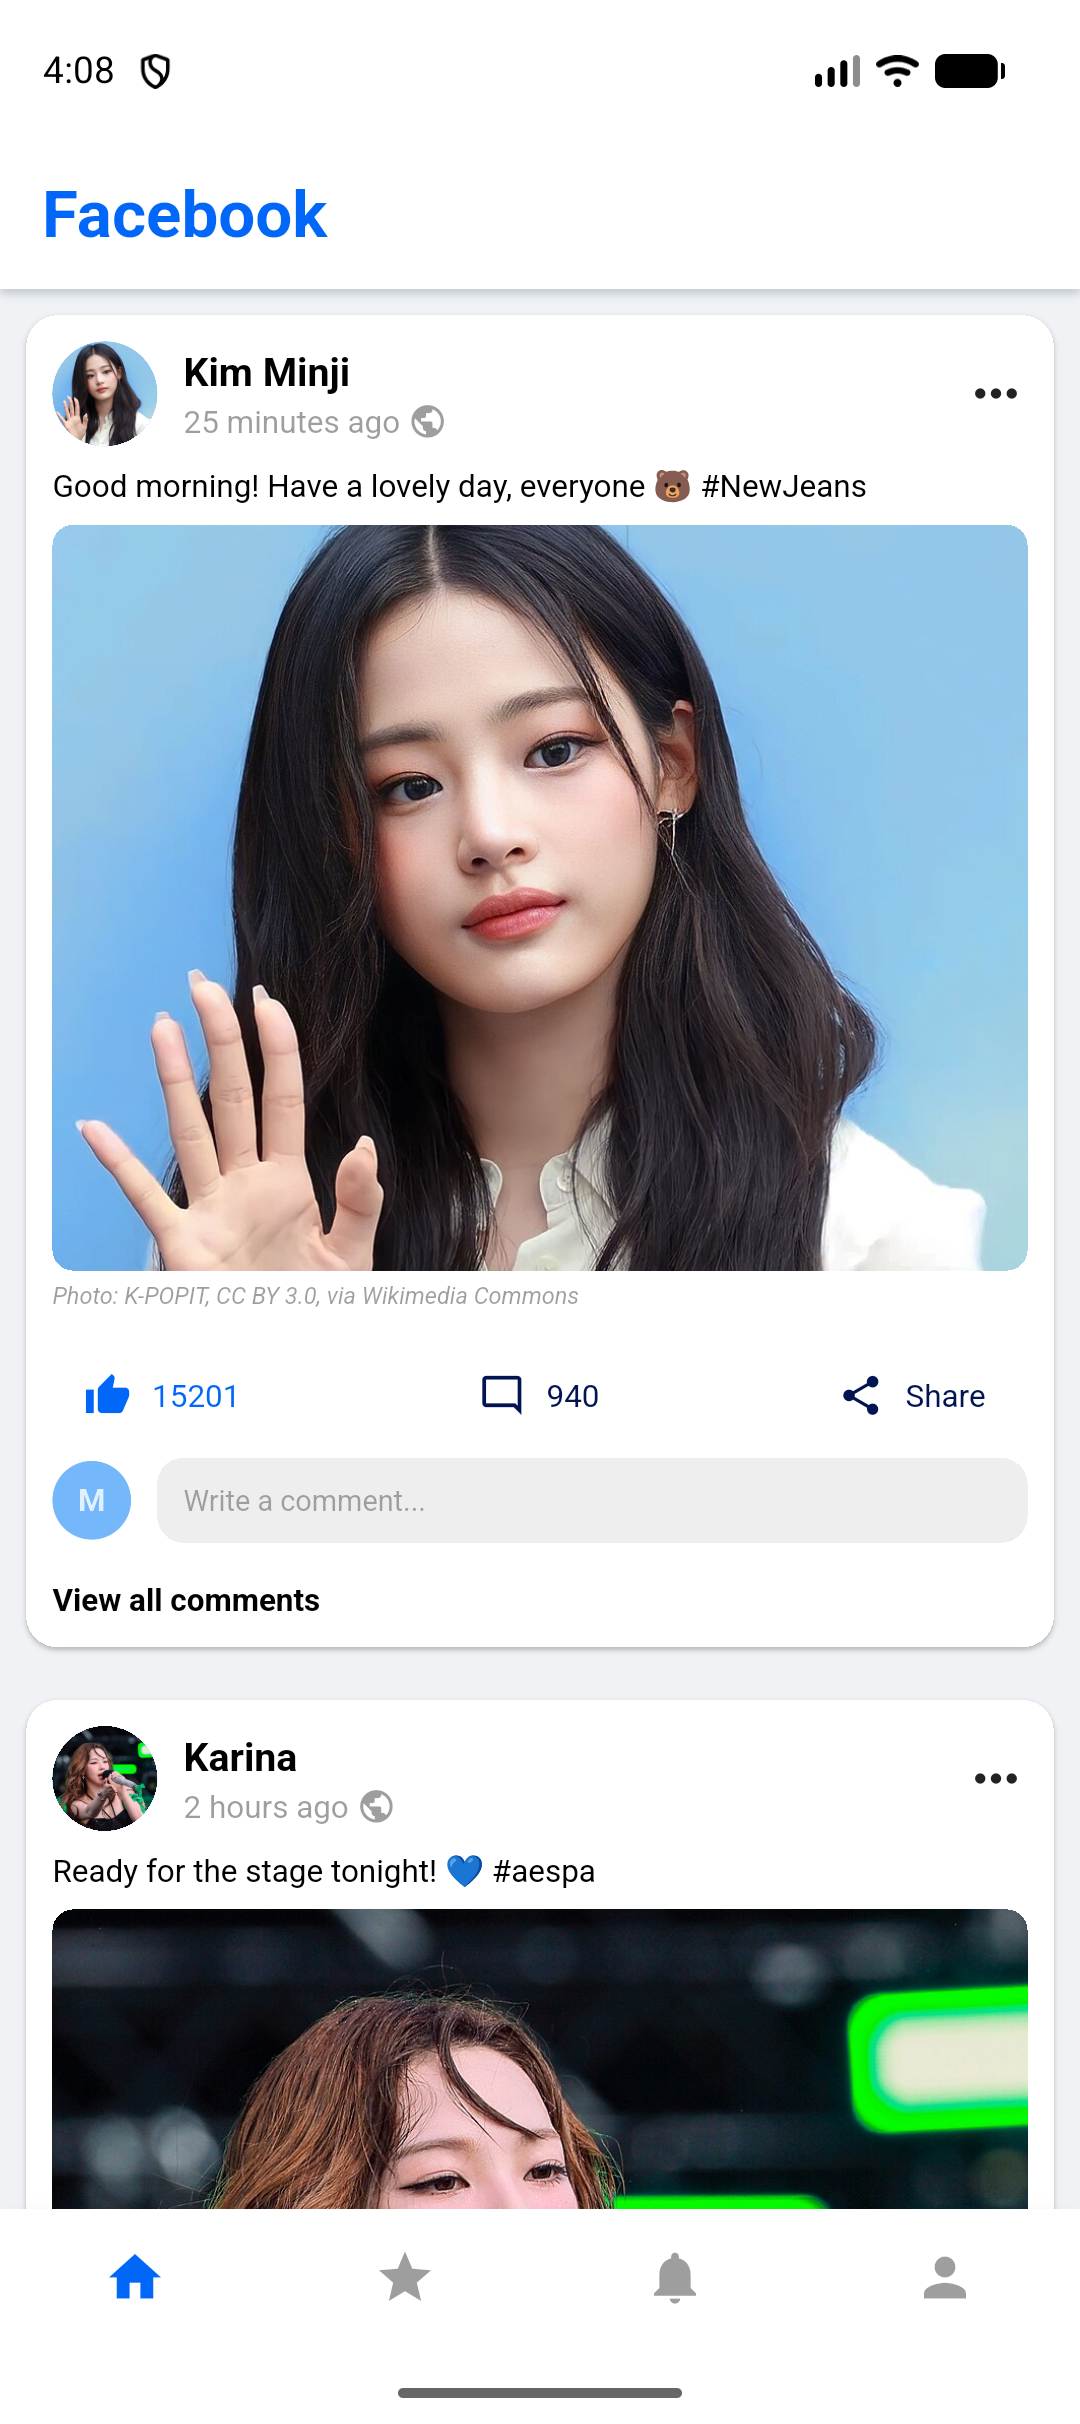 4:08
Facebook
Kim Minji
25 minutes ago
Good morning! Have a lovely day, everyone 🐻 #NewJeans
Photo: K-POPIT, CC BY 3.0, via Wikimedia Commons
15201
940
Share
M
Write a comment...
View all comments
Karina
2 hours ago
Ready for the stage tonight! 💙 #aespa